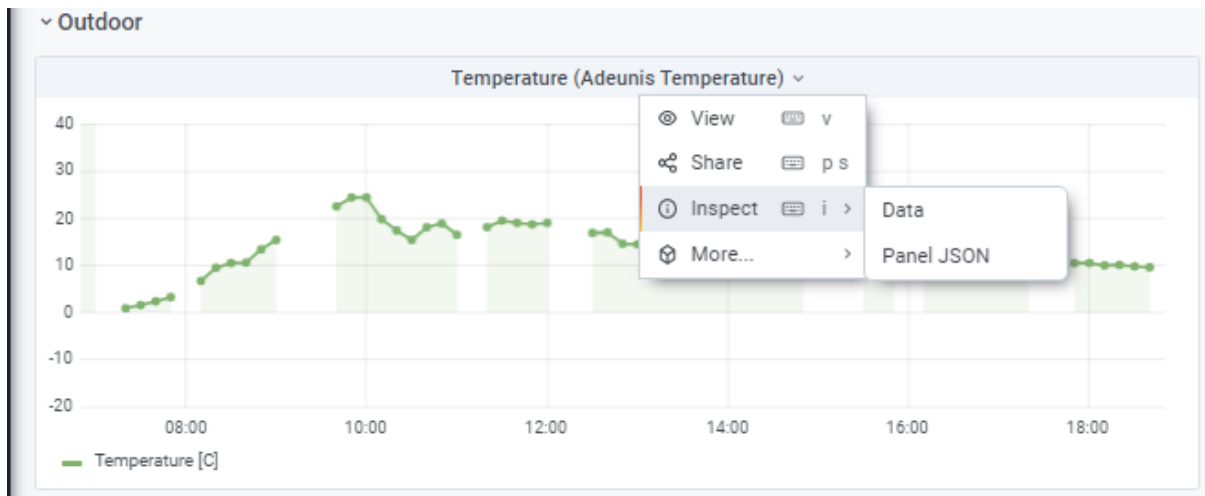 Outdoor
Temperature (Adeunis Temperature)
View v
Share p s
Inspect i
More...
Data
Panel JSON
40
30
20
10
0
-10
-20
08:00 10:00 12:00 14:00 16:00 18:00
Temperature [C]